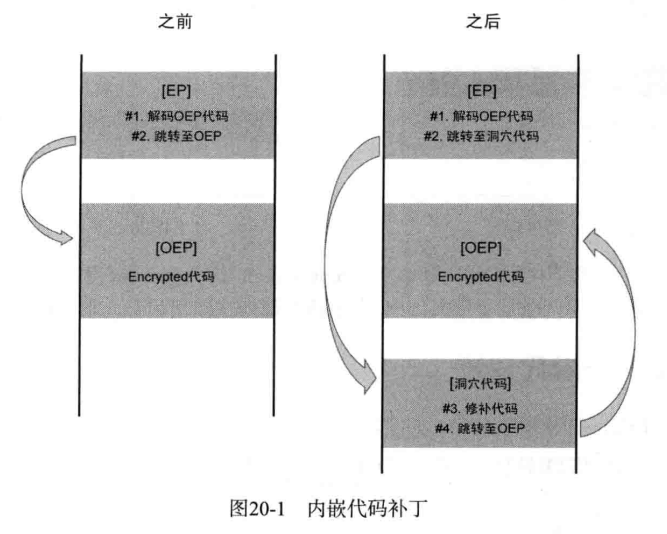 之前
[EP]
#1. 解码OEP代码
#2. 跳转至OEP
[OEP]
Encrypted代码
之后
[EP]
#1. 解码OEP代码
#2. 跳转至洞穴代码
[OEP]
Encrypted代码
[洞穴代码]
#3. 修补代码
#4. 跳转至OEP
图20-1 内嵌代码补丁